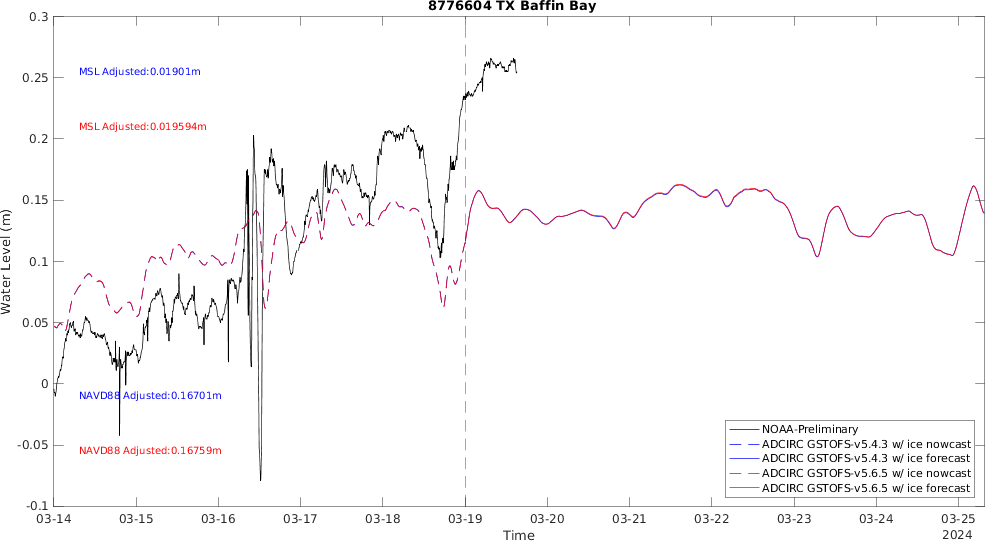 8776604 TX Baffin Bay
0.3
0.25
0.2
0.15
0.1
0.05
0
-0.05
-0.1
Water Level (m)
MSL Adjusted:0.01901m
MSL Adjusted:0.019594m
NAVD88 Adjusted:0.16701m
NAVD88 Adjusted:0.16759m
NOAA-Preliminary
ADCIRC GSTOFS-v5.4.3 w/ ice nowcast
ADCIRC GSTOFS-v5.4.3 w/ ice forecast
ADCIRC GSTOFS-v5.6.5 w/ ice nowcast
ADCIRC GSTOFS-v5.6.5 w/ ice forecast
03-14 03-15 03-16 03-17 03-18 03-19 03-20 03-21 03-22 03-23 03-24 03-25
Time
2024